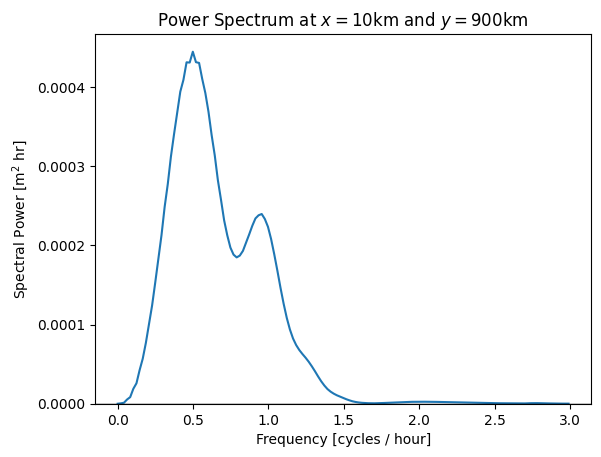 Power Spectrum at x = 10km and y = 900km
0.0004
0.0003
0.0002
0.0001
0.0000
Spectral Power [m² hr]
0.0 0.5 1.0 1.5 2.0 2.5 3.0
Frequency [cycles / hour]